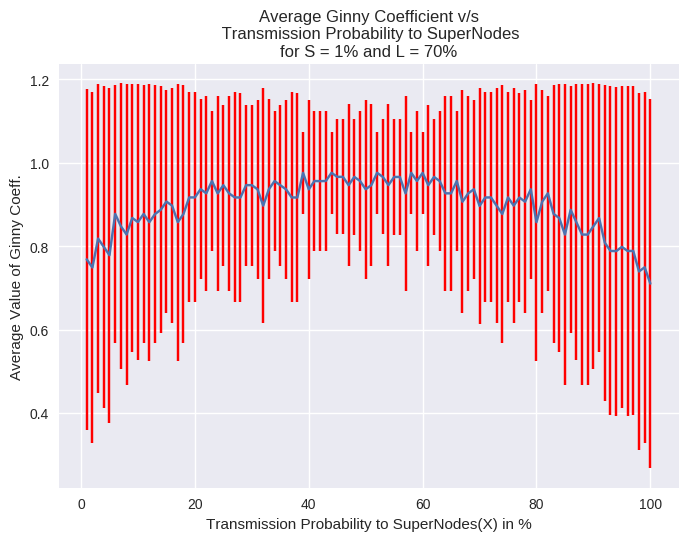 Average Ginny Coefficient v/s
Transmission Probability to SuperNodes
for S = 1% and L = 70%
1.2
1.0
0.8
0.6
0.4
Average Value of Ginny Coeff.
0 20 40 60 80 100
Transmission Probability to SuperNodes(X) in %